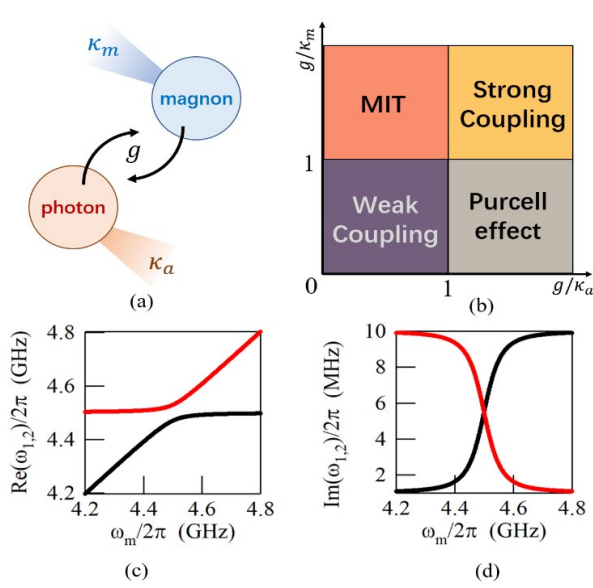 κₘ
magnon
g
photon
κₐ
(a)
g/κₘ
MIT
Strong
Coupling
1
Weak
Coupling
Purcell
effect
0
1
g/κₐ
(b)
Re(ω₁,₂)/2π (GHz)
4.8
4.6
4.4
4.2
4.2
4.4
4.6
4.8
ωₘ/2π (GHz)
(c)
Im(ω₁,₂)/2π (MHz)
10
8
6
4
2
4.2
4.4
4.6
4.8
ωₘ/2π (GHz)
(d)